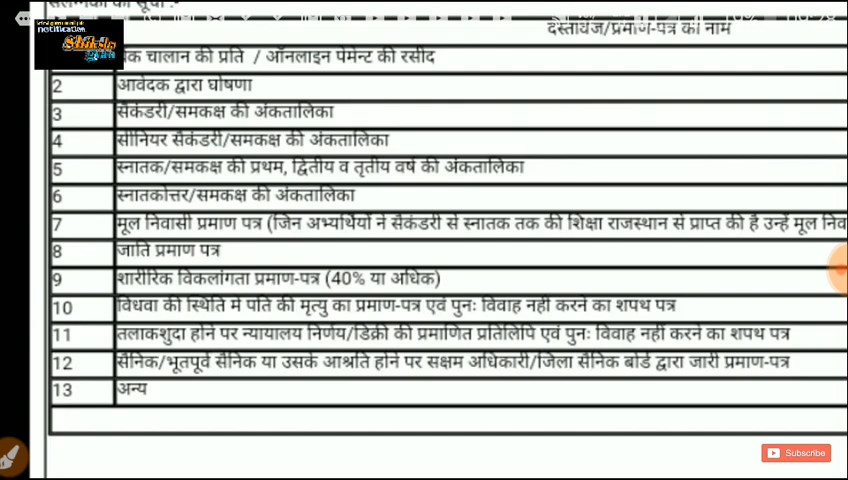 दस्तावेज/प्रमाण-पत्र का नाम
notification
चालान की प्रति / ऑनलाइन पेमेन्ट की रसीद
2 आवेदक द्वारा घोषणा
3 सैकंडरी/समकक्ष की अंकतालिका
4 सीनियर सैकंडरी/समकक्ष की अंकतालिका
5 स्नातक/समकक्ष की प्रथम, द्वितीय व तृतीय वर्ष की अंकतालिका
6 स्नातकोत्तर/समकक्ष की अंकतालिका
7 मूल निवासी प्रमाण पत्र (जिन अभ्यर्थियों ने सैकंडरी से स्नातक तक की शिक्षा राजस्थान से प्राप्त की है उन्हें मूल
8 जाति प्रमाण पत्र
9 शारीरिक विकलांगता प्रमाण-पत्र (40% या अधिक)
10 विधवा की स्थिति मे पति की मृत्यु का प्रमाण-पत्र एवं पुनः विवाह नही करने का शपथ पत्र
11 तलाकशुदा होने पर न्यायालय निर्णय/डिक्री की प्रमाणित प्रतिलिपि एवं पुनः विवाह नहीं करने का शपथ पत्र
12 सैनिक/भूतपूर्व सैनिक या उसके आश्रति होने पर सक्षम अधिकारी/जिला सैनिक बोर्ड द्वारा जारी प्रमाण-पत्र
13 अन्य
Subscribe